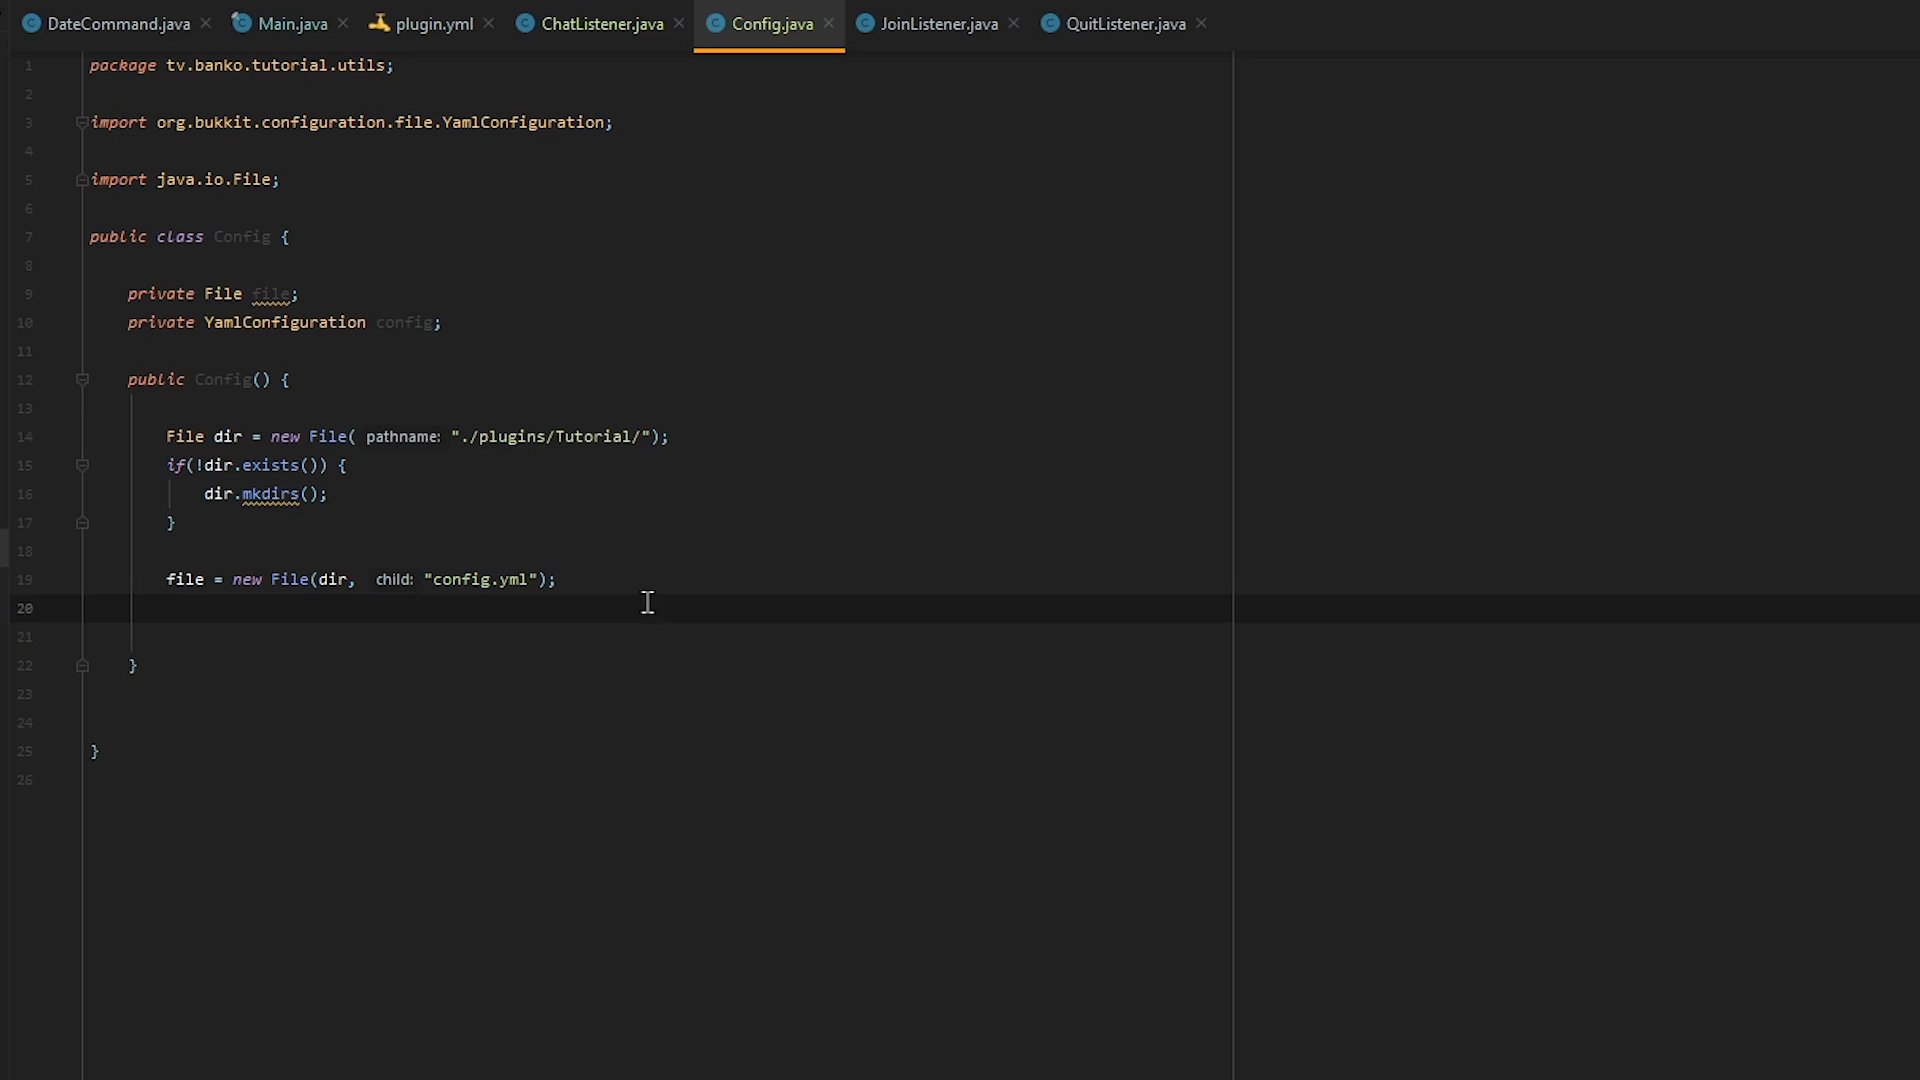 DateCommand.java Main.java plugin.yml ChatListener.java Config.java JoinListener.java QuitListener.java
1 package tv.banko.tutorial.utils;
2
3 import org.bukkit.configuration.file.YamlConfiguration;
4
5 import java.io.File;
6
7 public class Config {
8
9 private File file;
10 private YamlConfiguration config;
11
12 public Config() {
13
14 File dir = new File( pathname: "./plugins/Tutorial/");
15 if(!dir.exists()) {
16 dir.mkdirs();
17 }
18
19 file = new File(dir, child: "config.yml");
20
21
22 }
23
24
25 }
26